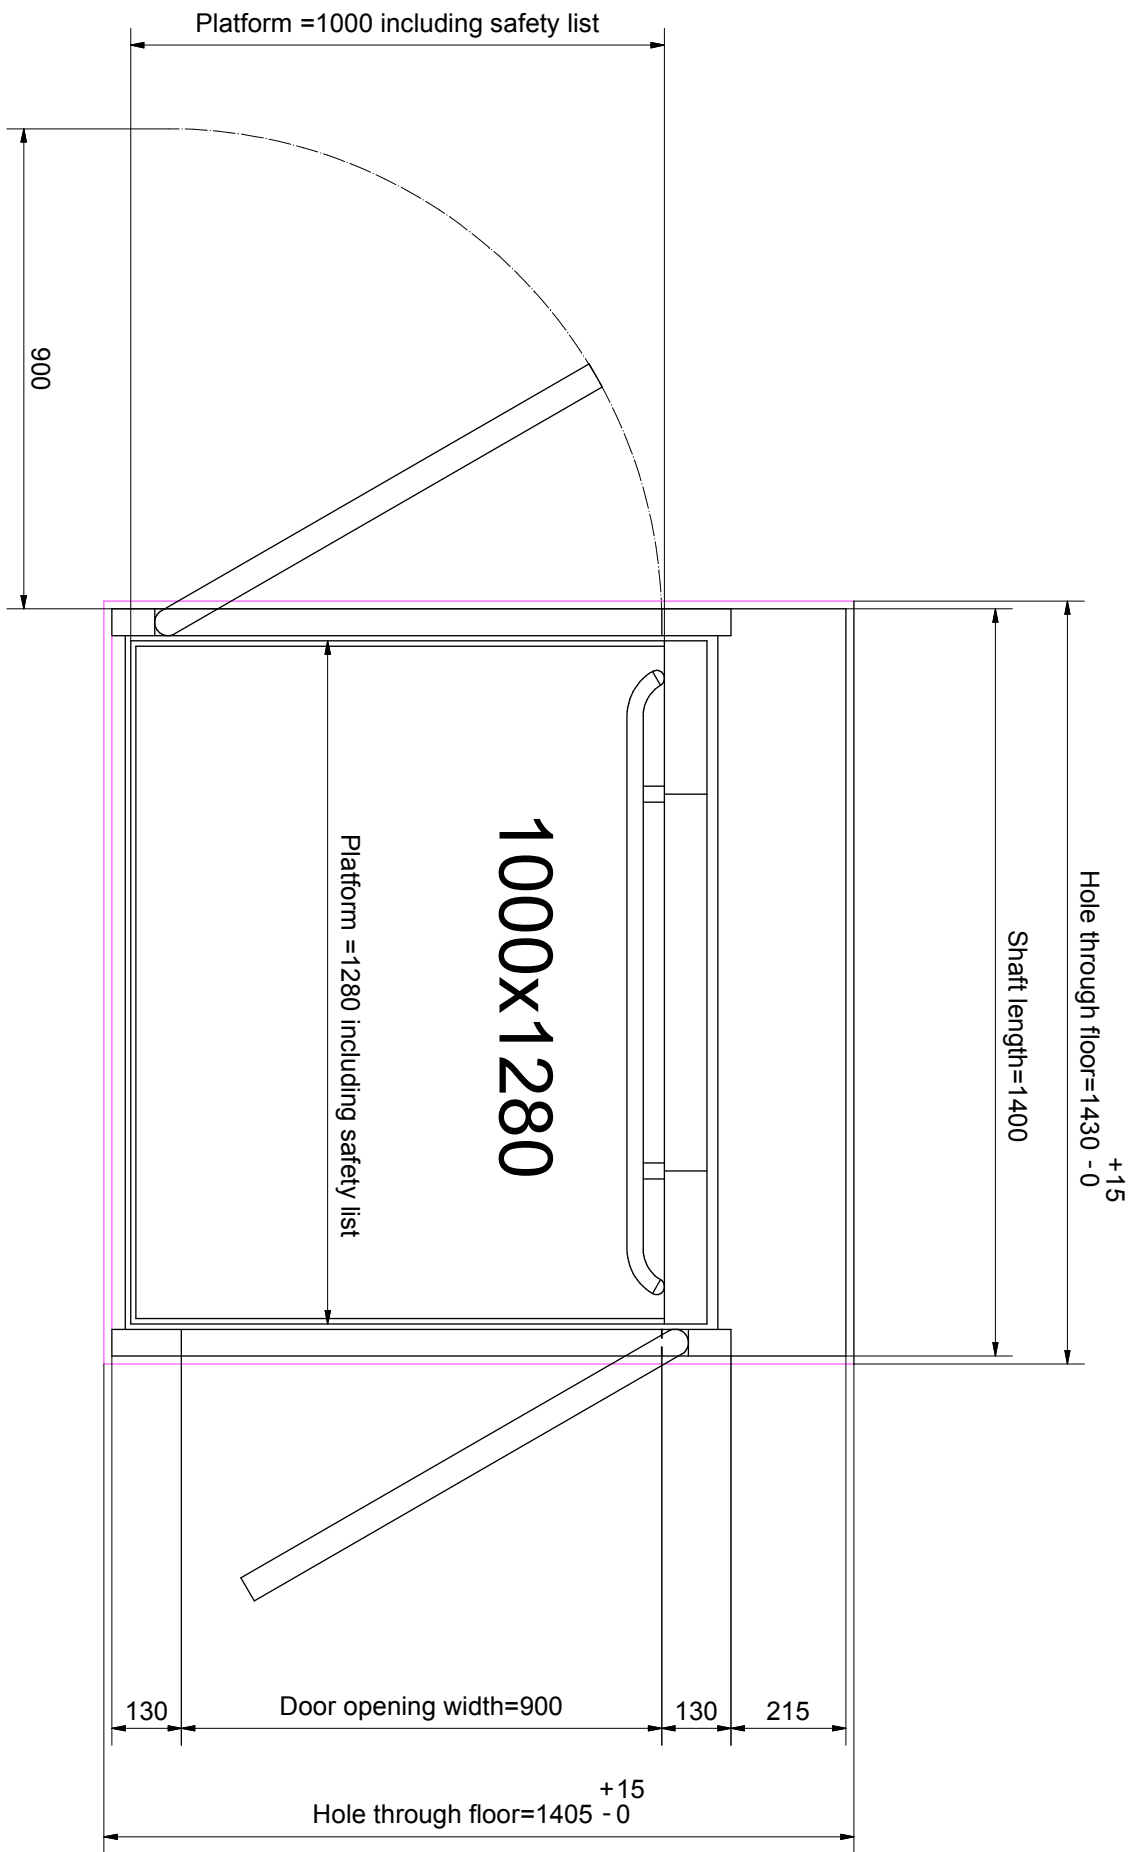 Platform =1000 including safety list
900
Hole through floor=1430 +15 -0
Shaft length=1400
1000x1280
Platform =1280 including safety list
130
Door opening width=900
130
215
Hole through floor=1405 +15 -0